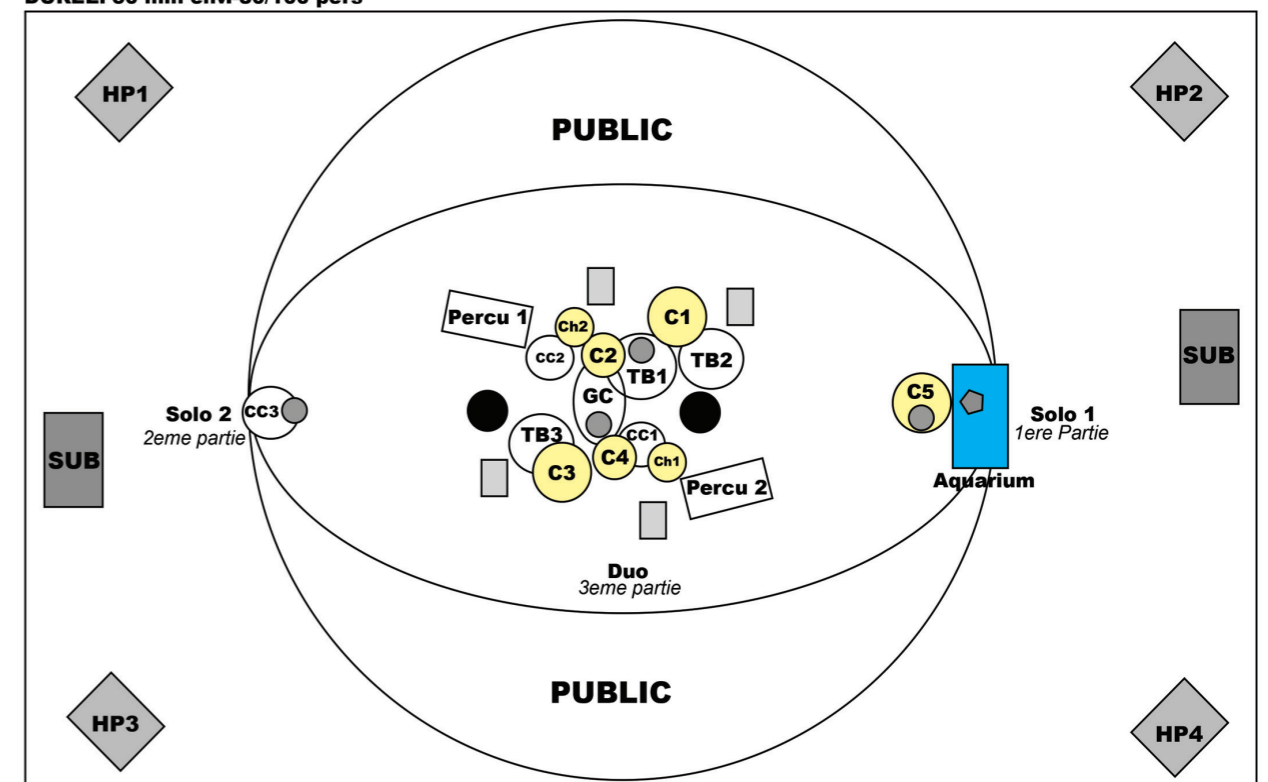 HP1
HP2
PUBLIC
Percu 1
Ch2
C1
CC2
C2
TB1
TB2
SUB
GC
C5
Solo 2
2eme partie
CC3
Solo 1
1ere Partie
TB3
CC1
C4
Ch1
C3
SUB
Percu 2
Aquarium
Duo
3eme partie
PUBLIC
HP3
HP4